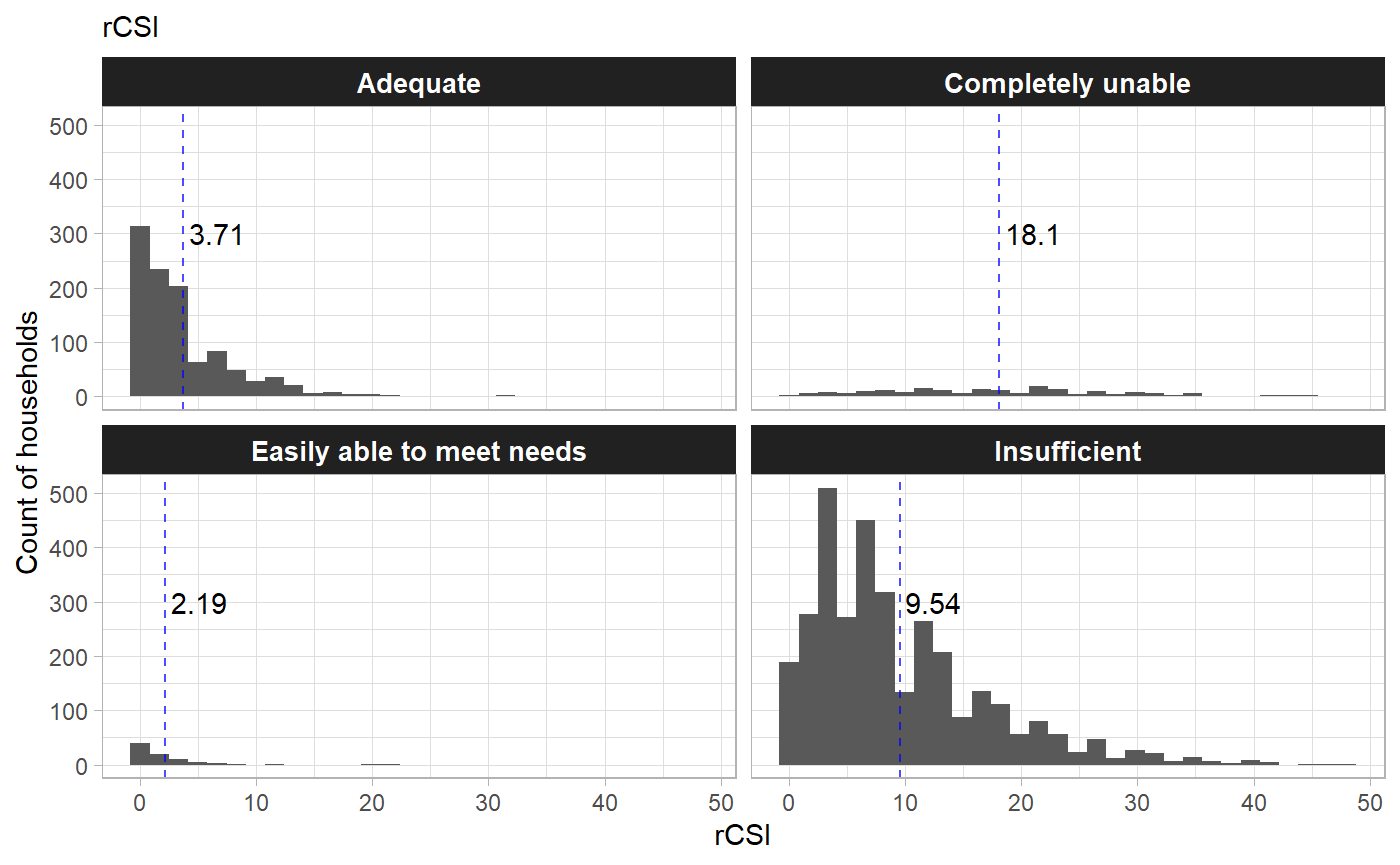 rCSI
Adequate
Completely unable
500
400
300
200
100
0
3.71
18.1
Easily able to meet needs
Insufficient
500
400
300
200
100
0
2.19
9.54
0 10 20 30 40 50
0 10 20 30 40 50
Count of households
rCSI